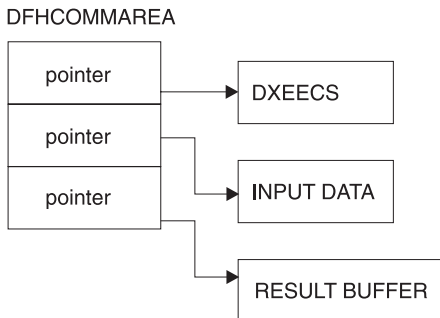 DFHCOMMAREA
pointer
DXEECS
pointer
INPUT DATA
pointer
RESULT BUFFER